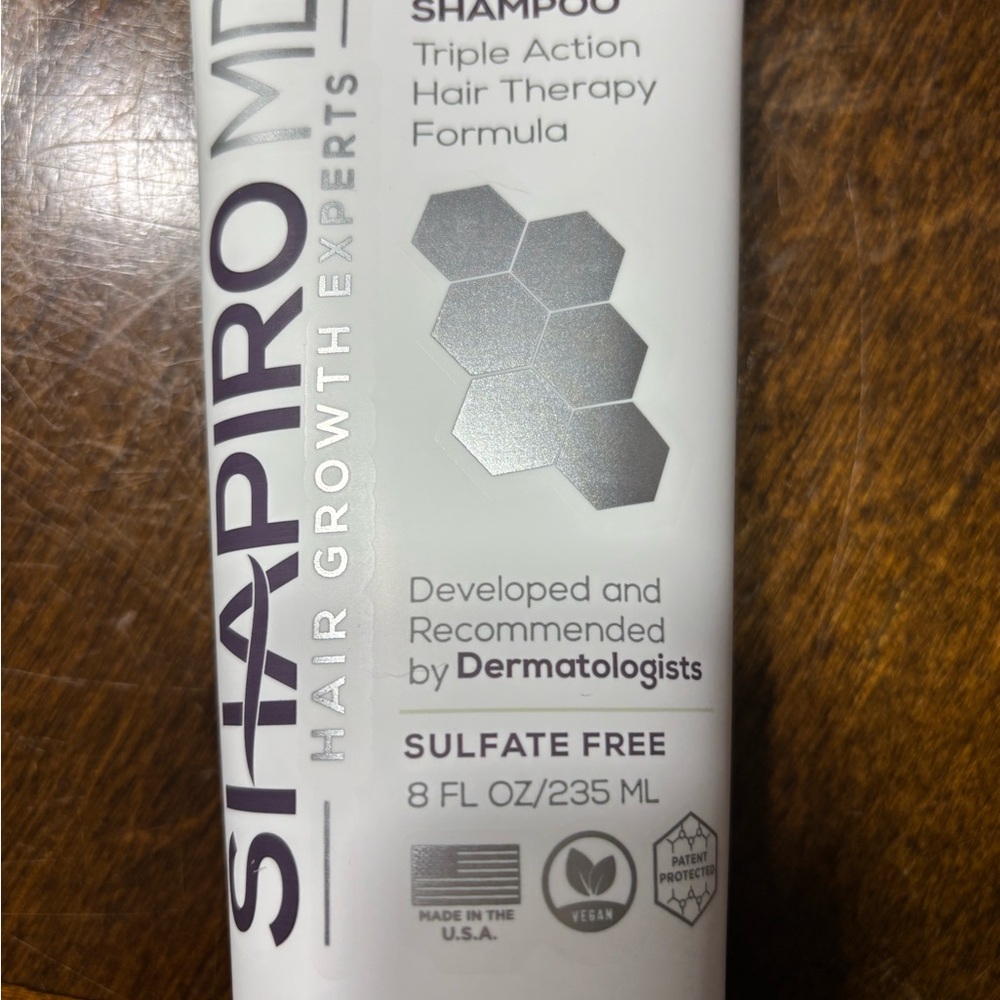 SHAPIRO MD
HAIR GROWTH EXPERTS
SHAMPOO
Triple Action
Hair Therapy
Formula
Developed and
Recommended
by Dermatologists
SULFATE FREE
8 FL OZ/235 ML
MADE IN THE
U.S.A.
VEGAN
PATENT
PROTECTED